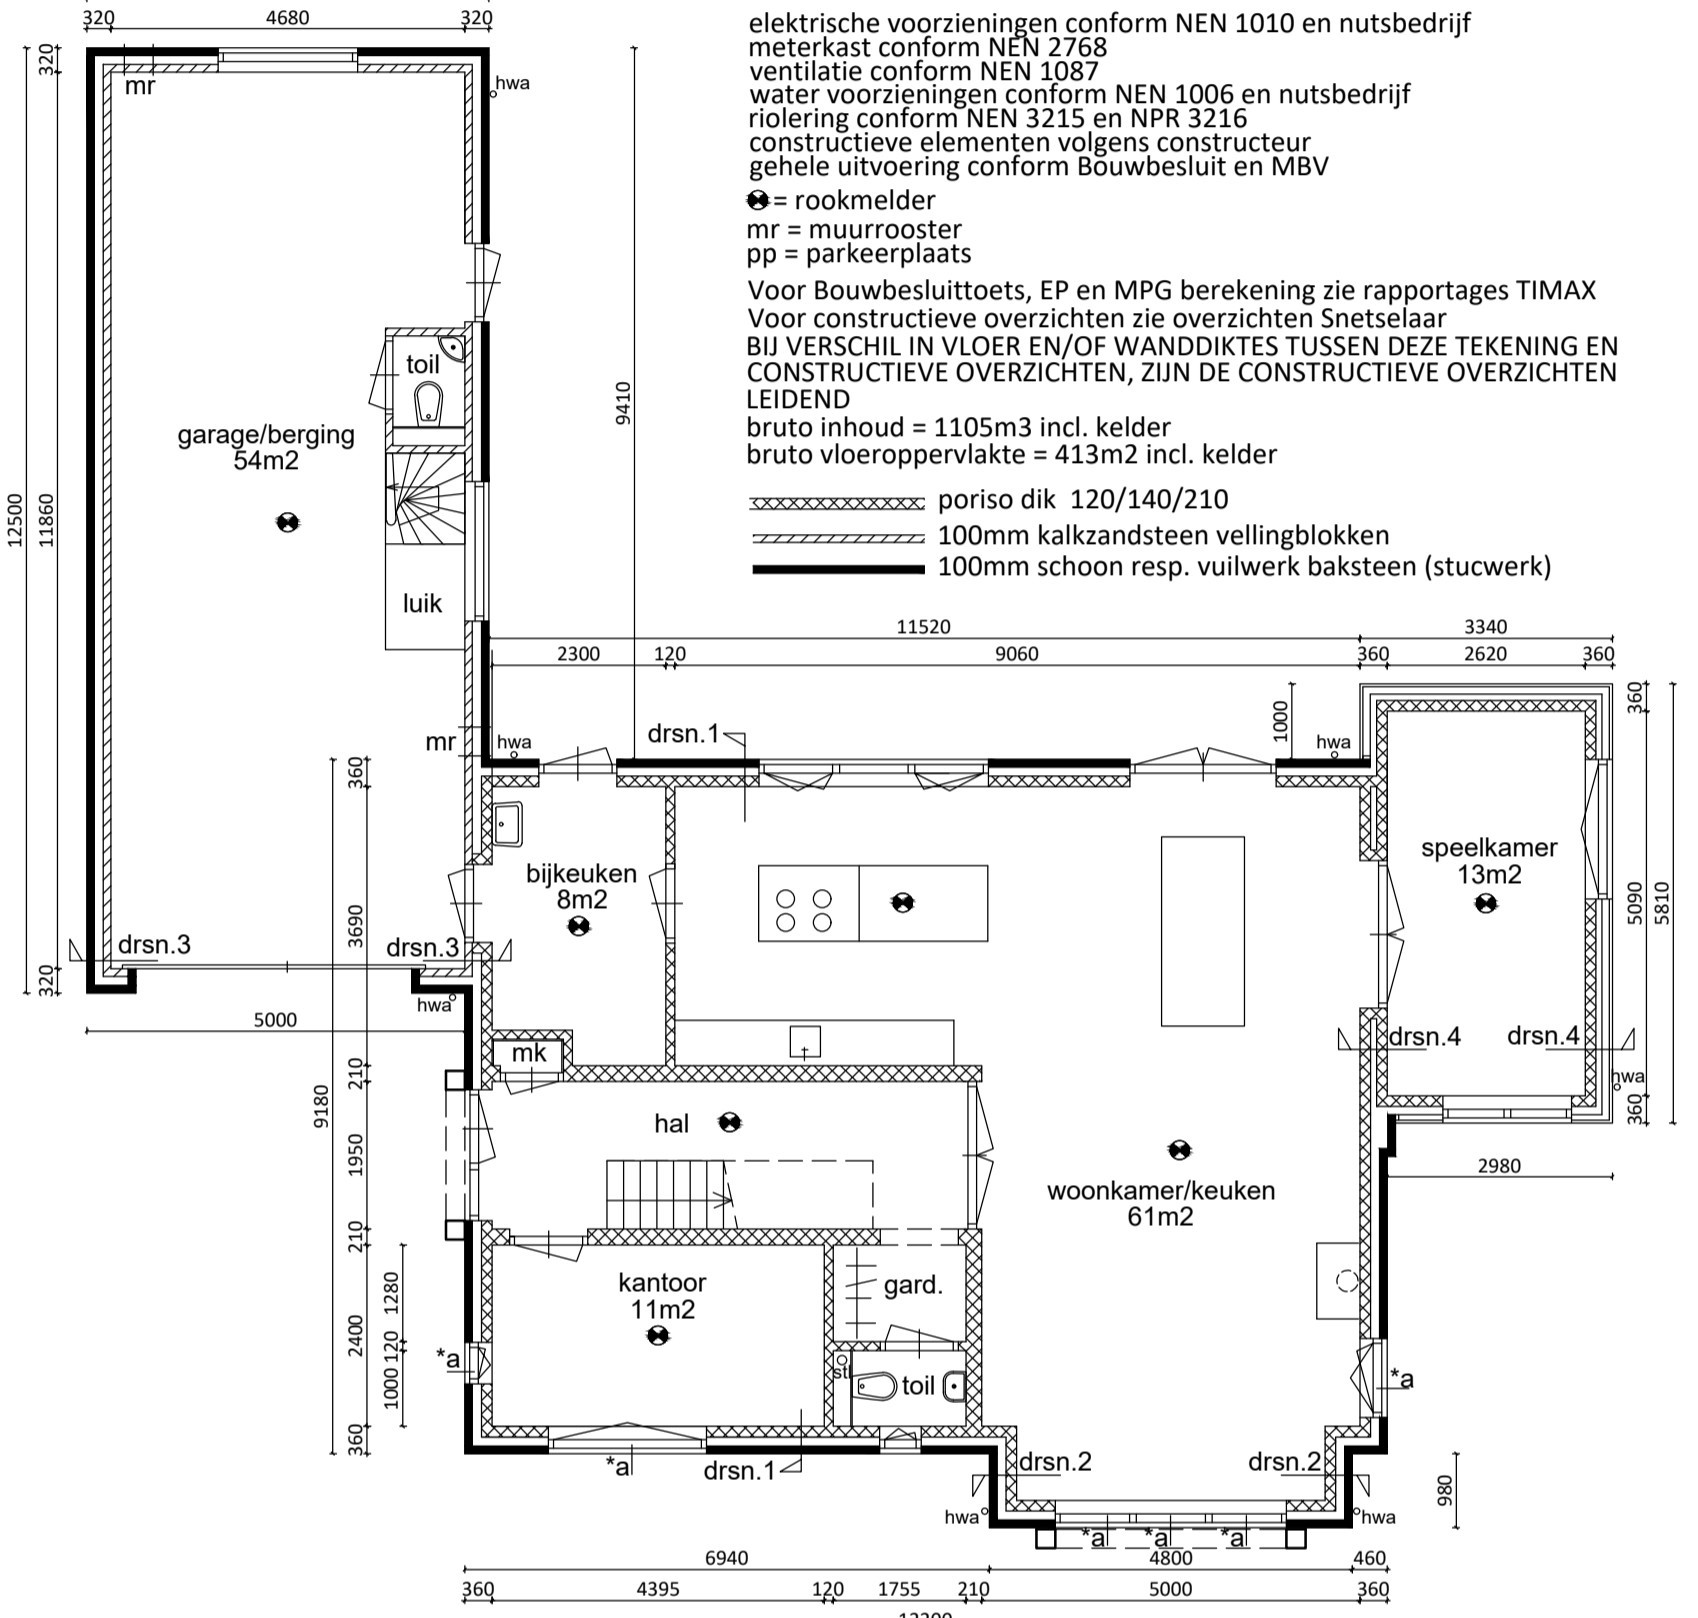 320 4680 320
elektrische voorzieningen conform NEN 1010 en nutsbedrijf
meterkast conform NEN 2768
ventilatie conform NEN 1087
water voorzieningen conform NEN 1006 en nutsbedrijf
riolering conform NEN 3215 en NPR 3216
constructieve elementen volgens constructeur
gehele uitvoering conform Bouwbesluit en MBV
= rookmelder
mr = muurrooster
pp = parkeerplaats
Voor Bouwbesluittoets, EP en MPG berekening zie rapportages TIMAX
Voor constructieve overzichten zie overzichten Snetselaar
BIJ VERSCHIL IN VLOER EN/OF WANDDIKTES TUSSEN DEZE TEKENING EN
CONSTRUCTIEVE OVERZICHTEN, ZIJN DE CONSTRUCTIEVE OVERZICHTEN
LEIDEND
bruto inhoud = 1105m3 incl. kelder
bruto vloeroppervlakte = 413m2 incl. kelder
poriso dik 120/140/210
100mm kalkzandsteen vellingblokken
100mm schoon resp. vuilwerk baksteen (stucwerk)
320
mr
hwa
toil
9410
garage/berging
54m2
12500
11860
luik
11520 3340
2300 120 9060 360 2620 360
mr
hwa
drsn.1
1000
hwa
360
360
bijkeuken
8m2
speelkamer
13m2
5090
5810
3690
drsn.3
drsn.3
320
hwa
5000
mk
drsn.4
drsn.4
hwa
360
210
9180
hal
1950
2980
woonkamer/keuken
61m2
210
kantoor
11m2
gard.
1280
2400
120
1000
*a
stl
toil
*a
360
*a
drsn.1
drsn.2
drsn.2
980
hwa
hwa
*a
*a
*a
6940 4800 460
360 4395 120 1755 210 5000 360
12200